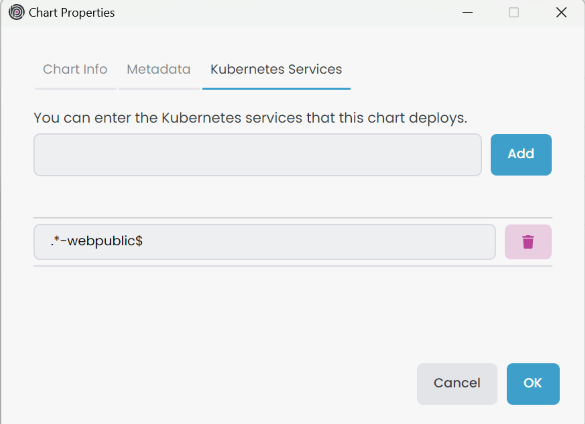 Chart Properties
Chart Info Metadata Kubernetes Services
You can enter the Kubernetes services that this chart deploys.
Add
.*-webpublic$
Cancel OK